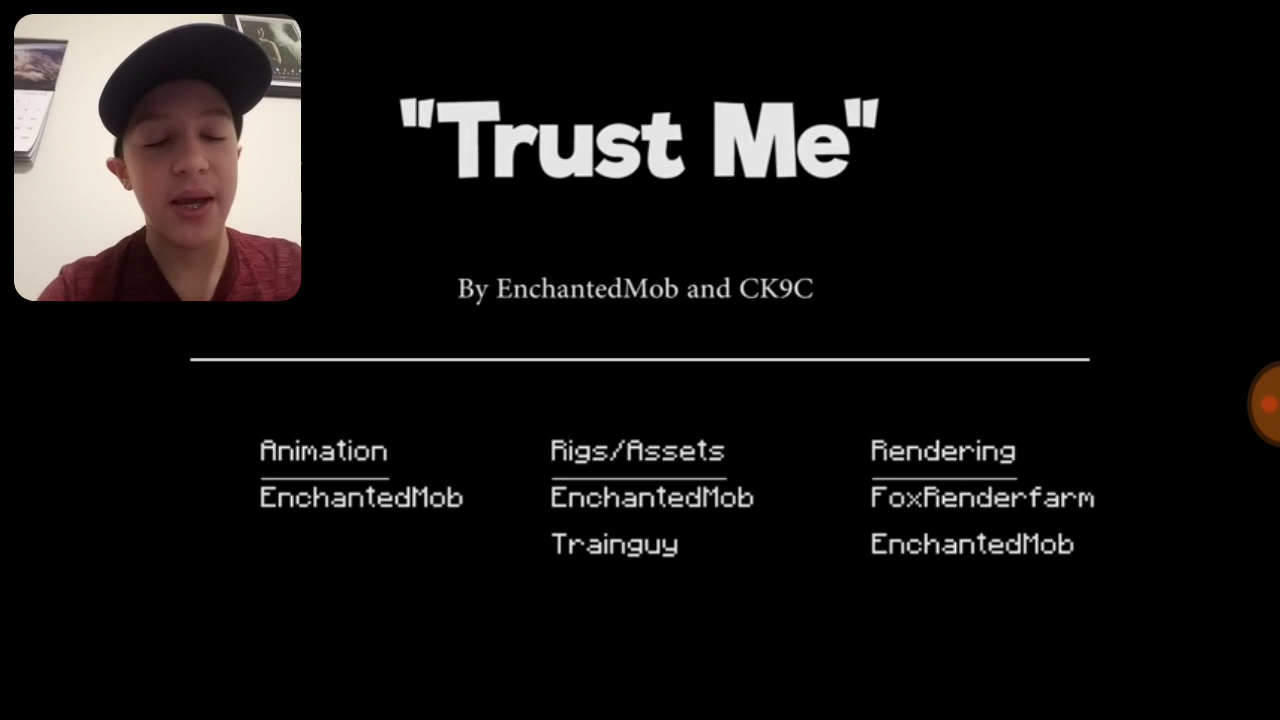 "Trust Me"
By EnchantedMob and CK9C
Animation
EnchantedMob
Rigs/Assets
EnchantedMob
Trainguy
Rendering
FoxRenderfarm
EnchantedMob